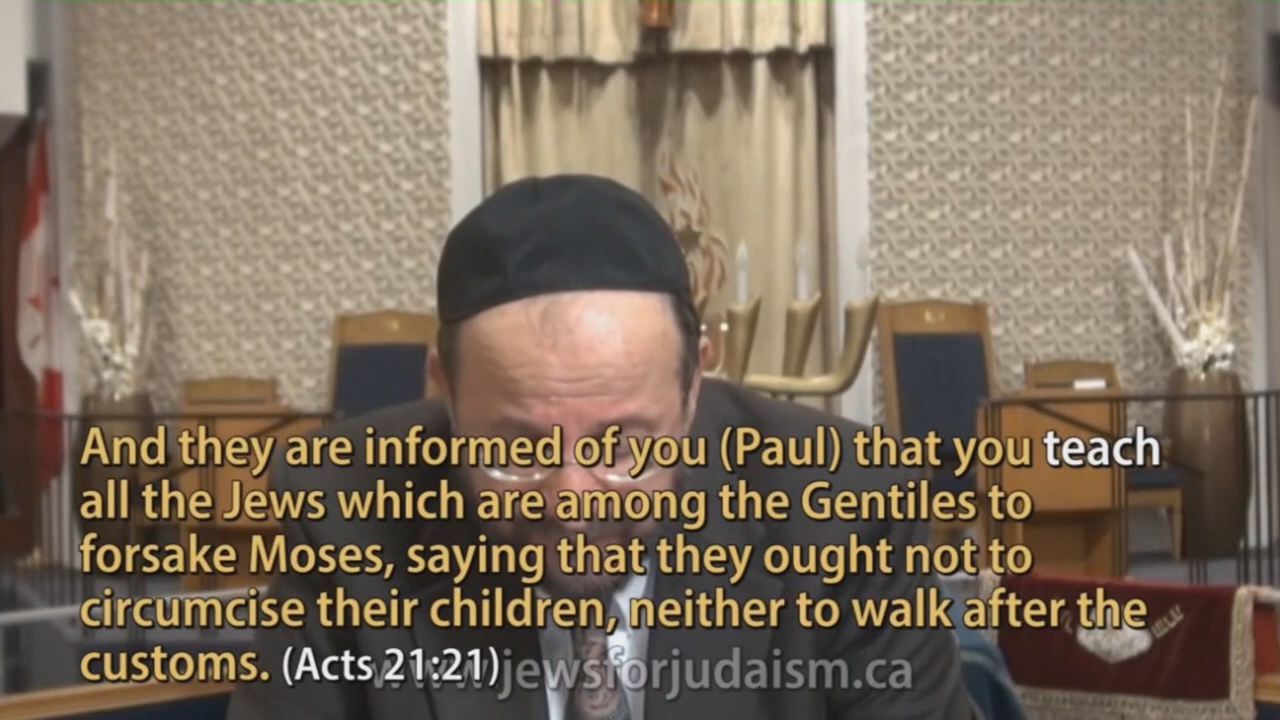 And they are informed of you (Paul) that you teach
all the Jews which are among the Gentiles to
forsake Moses, saying that they ought not to
circumcise their children, neither to walk after the
customs. (Acts 21:21)
www.jewsforjudaism.ca